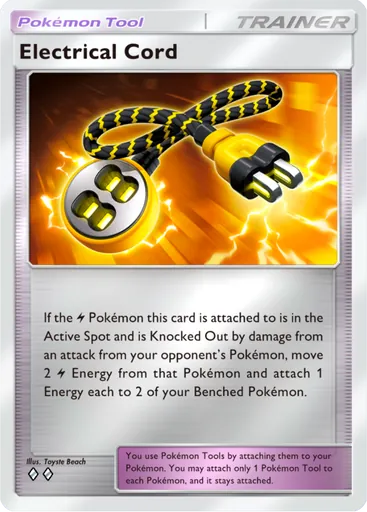 Pokémon Tool
TRAINER
Electrical Cord
If the Pokémon this card is attached to is in the
Active Spot and is Knocked Out by damage from
an attack from your opponent's Pokémon, move
2 Energy from that Pokémon and attach 1
Energy each to 2 of your Benched Pokémon.
Illus. Toyste Beach
You use Pokémon Tools by attaching them to your
Pokémon. You may attach only 1 Pokémon Tool to
each Pokémon, and it stays attached.